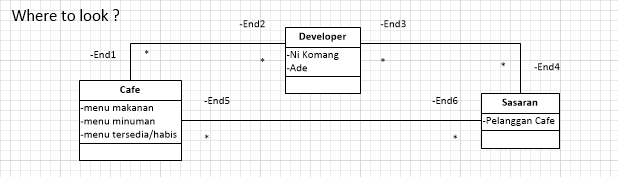 Where to look ?
-End2
-End3
Developer
-Ni Komang
-Ade
-End1
*
*
*
*
-End4
Cafe
-menu makanan
-menu minuman
-menu tersedia/habis
-End5
*
-End6
*
Sasaran
-Pelanggan Cafe